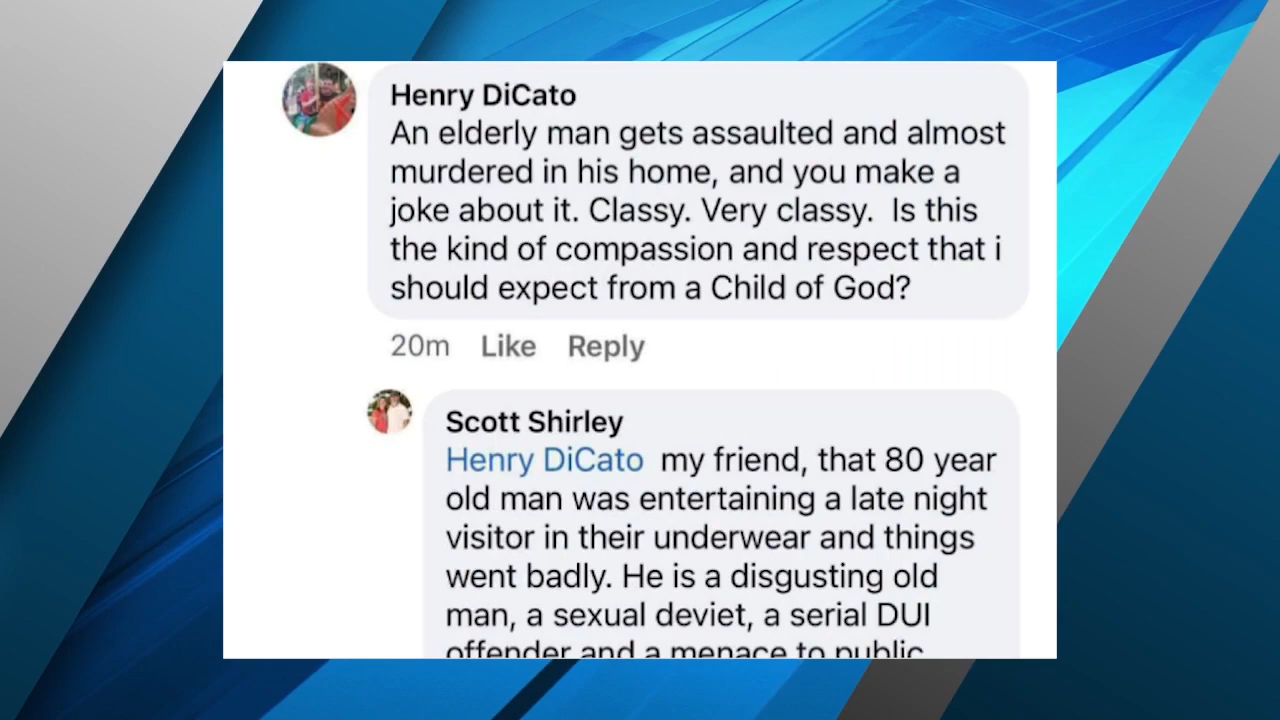 Henry DiCato
An elderly man gets assaulted and almost
murdered in his home, and you make a
joke about it. Classy. Very classy.  Is this
the kind of compassion and respect that i
should expect from a Child of God?
20m Like Reply
Scott Shirley
Henry DiCato  my friend, that 80 year
old man was entertaining a late night
visitor in their underwear and things
went badly. He is a disgusting old
man, a sexual deviet, a serial DUI
offender and a menace to public